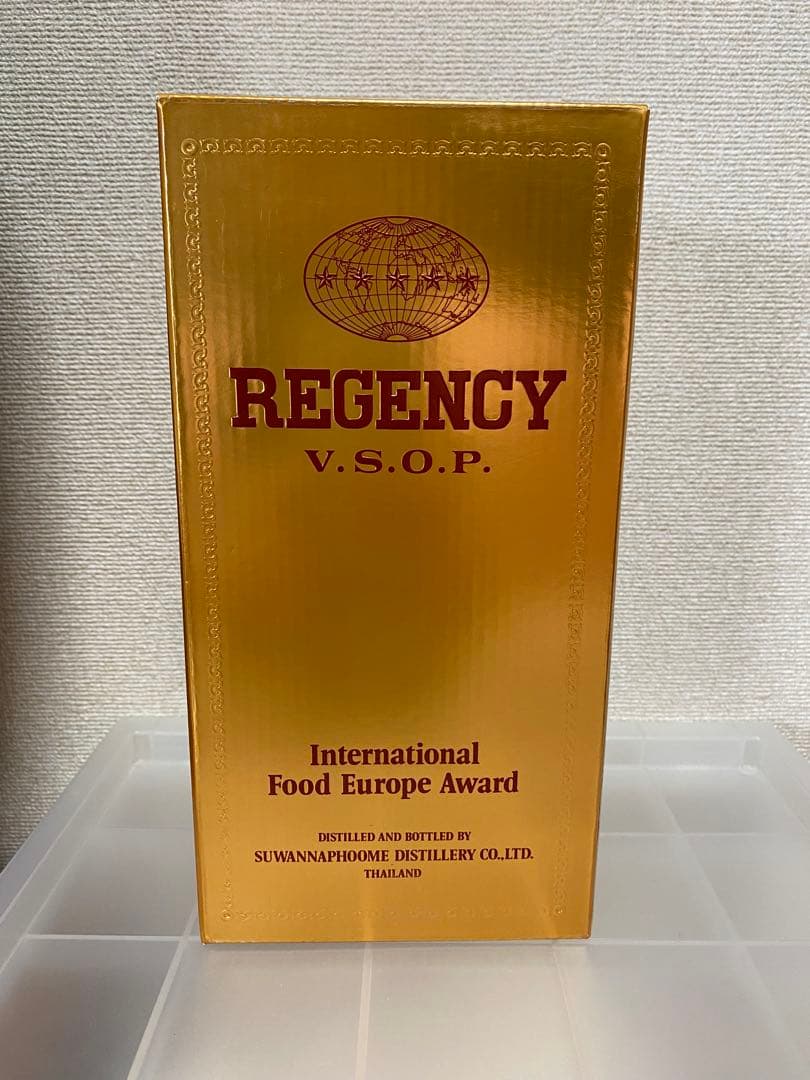 REGENCY
V.S.O.P.
International
Food Europe Award
DISTILLED AND BOTTLED BY
SUWANNAPHOOME DISTILLERY CO.,LTD.
THAILAND